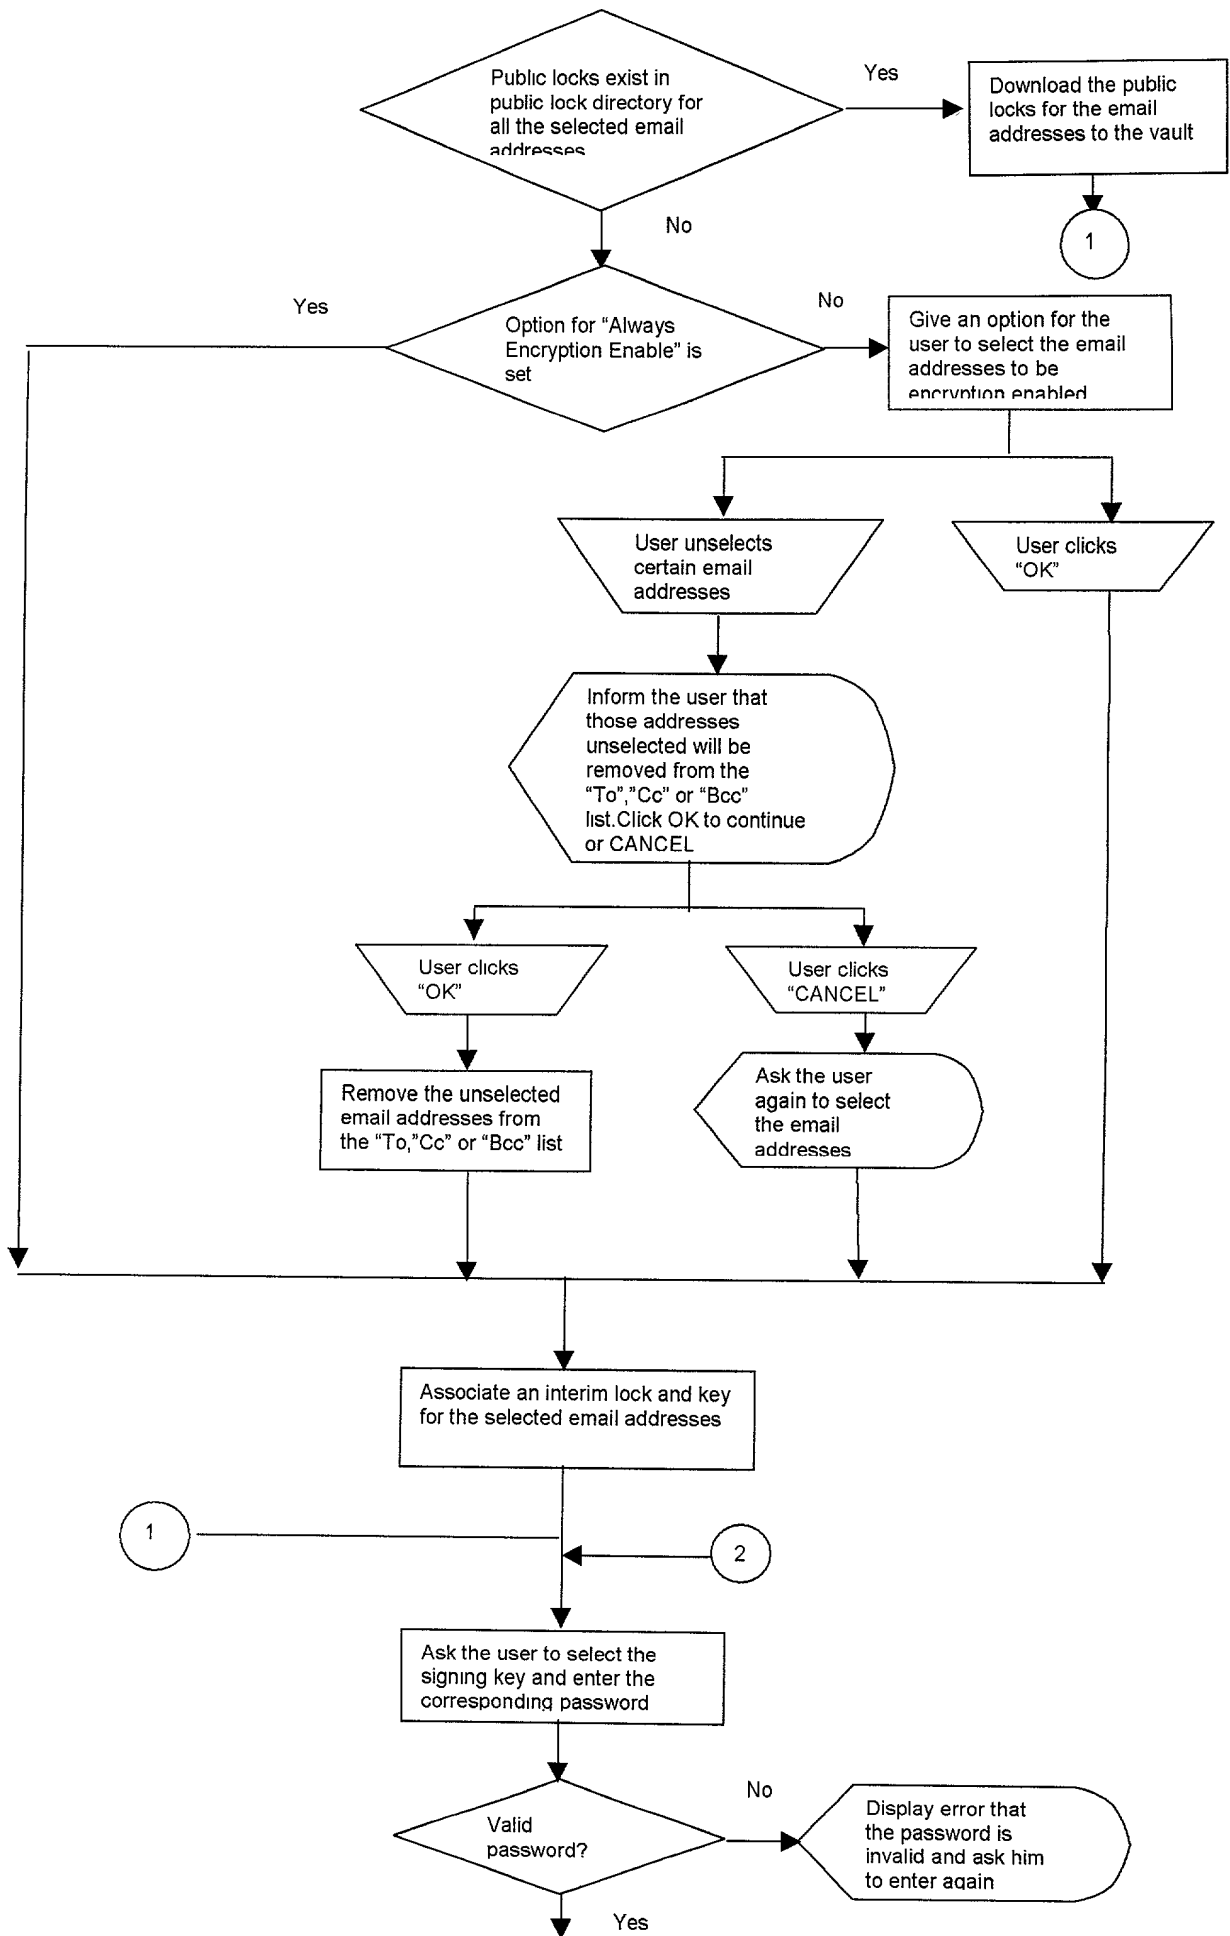 Public locks exist in
public lock directory for
all the selected email
addresses
Yes
Download the public
locks for the email
addresses to the vault
1
No
Yes
Option for “Always
Encryption Enable” is
set
No
Give an option for the
user to select the email
addresses to be
encryption enabled
User unselects
certain email
addresses
User clicks
“OK”
Inform the user that
those addresses
unselected will be
removed from the
“To”,”Cc” or “Bcc”
list.Click OK to continue
or CANCEL
User clicks
“OK”
User clicks
“CANCEL”
Remove the unselected
email addresses from
the “To,”Cc” or “Bcc” list
Ask the user
again to select
the email
addresses
Associate an interim lock and key
for the selected email addresses
1
2
Ask the user to select the
signing key and enter the
corresponding password
Valid
password?
No
Display error that
the password is
invalid and ask him
to enter again
Yes